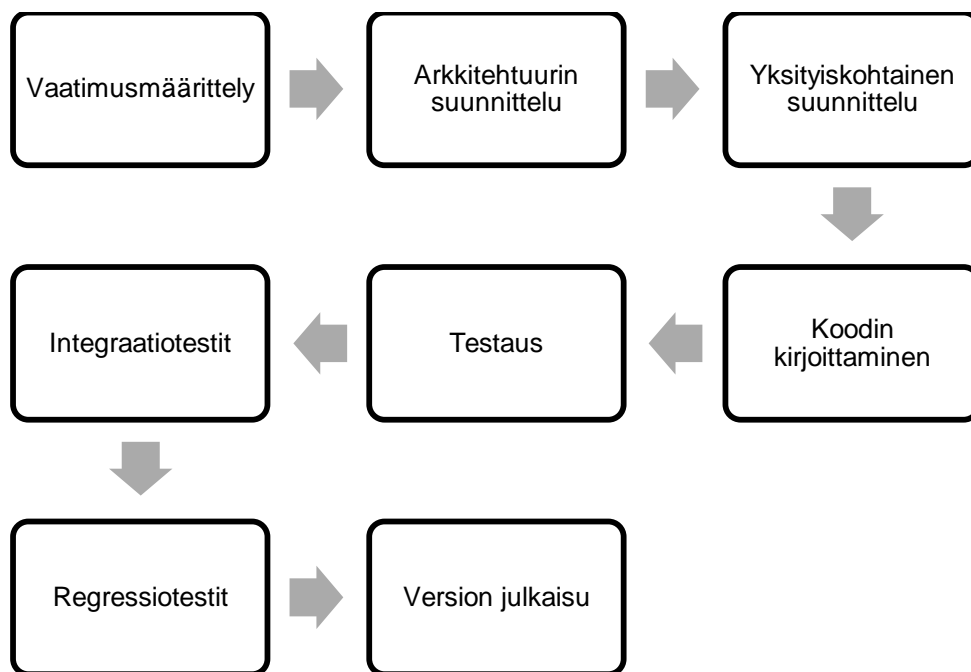 Vaatimusmäärittely
Arkkitehtuurin
suunnittelu
Yksityiskohtainen
suunnittelu
Koodin
kirjoittaminen
Testaus
Integraatiotestit
Regressiotestit
Version julkaisu